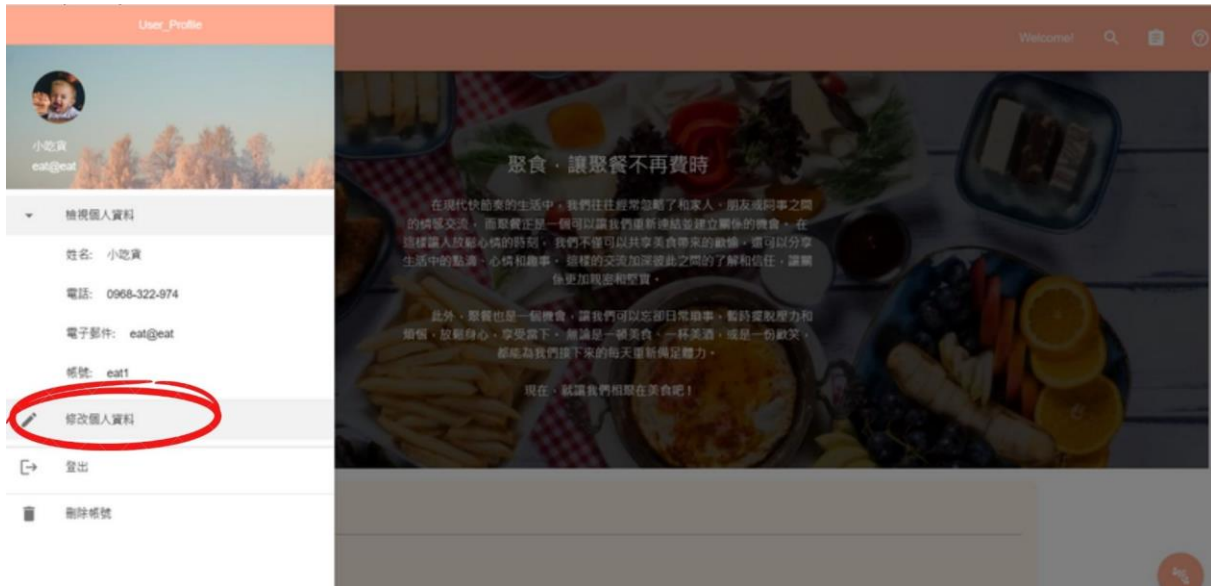 User_Profile
Welcome!
小吃貨
eat@eat
檢視個人資料
姓名: 小吃貨
電話: 0968-322-974
電子郵件: eat@eat
帳號: eat1
修改個人資料
登出
刪除帳號
聚食，讓聚餐不再費時
在現代快節奏的生活中，我們往往經常忽略了和家人、朋友或同事之間
的情感交流， 而聚餐正是一個可以讓我們重新連結並建立關係的機會。 在
這樣讓人放鬆心情的時刻， 我們不僅可以共享美食帶來的歡愉，還可以分享
生活中的點滴、心情和趣事。 這樣的交流加深彼此之間的了解和信任，讓關
係更加親密和堅實。
此外，聚餐也是一個機會，讓我們可以忘卻日常瑣事，暫時擺脫壓力和
煩惱，放鬆身心，享受當下。 無論是一頓美食、一杯美酒，或是一份歡笑，
都能為我們接下來的每天重新備足體力。
現在，就讓我們相聚在美食吧！